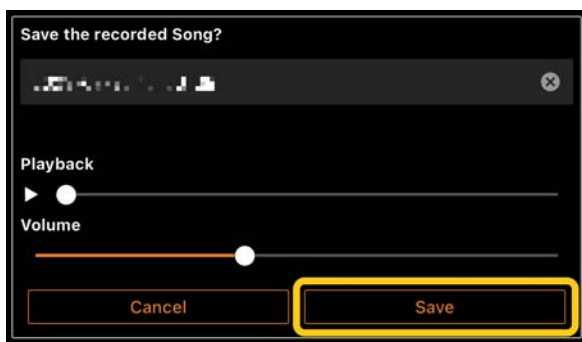 Save the recorded Song?
Playback
Volume
Cancel
Save